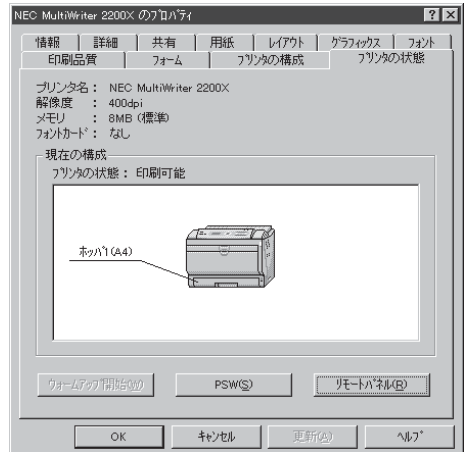 NEC MultiWriter 2200X のﾌﾟﾛﾊﾟﾃｨ
情報 詳細 共有 用紙 ﾚｲｱｳﾄ ｸﾞﾗﾌｨｯｸｽ ﾌｫﾝﾄ
印刷品質 ﾌｫｰﾑ ﾌﾟﾘﾝﾀの構成 ﾌﾟﾘﾝﾀの状態
プリンタ名： NEC MultiWriter 2200X
解像度 ： 400dpi
メモリ ： 8MB (標準)
ﾌｫﾝﾄｶｰﾄﾞ： なし
現在の構成
ﾌﾟﾘﾝﾀの状態： 印刷可能
ﾎｯﾊﾟ1(A4)
ｳｫｰﾑｱｯﾌﾟ開始(W) PSW(S) ﾘﾓｰﾄﾊﾟﾈﾙ(R)
OK ｷｬﾝｾﾙ 更新(A) ﾍﾙﾌﾟ